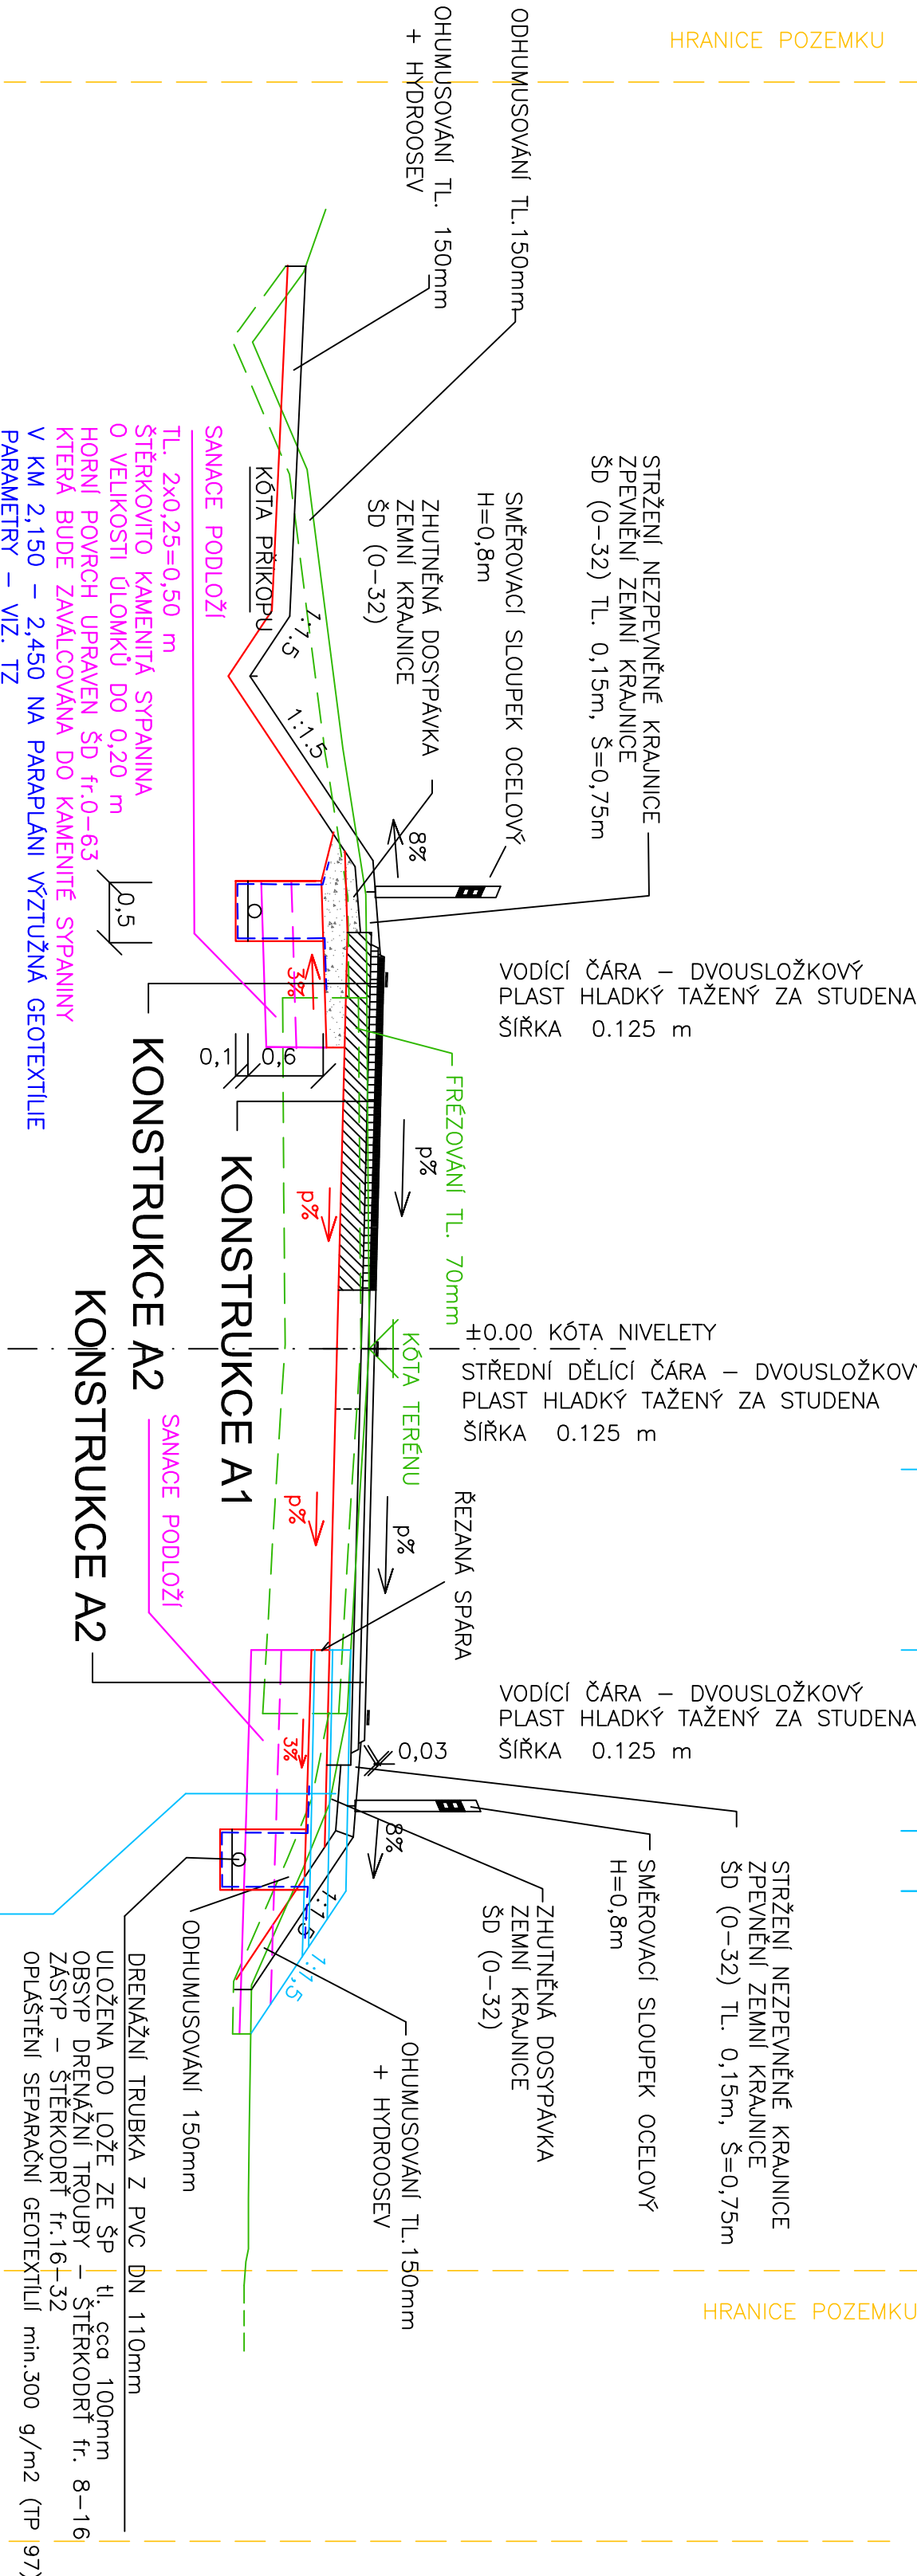 HRANICE POZEMKU
ODHUMUSOVÁNÍ TL.150mm
OHUMUSOVÁNÍ TL. 150mm
+ HYDROOSEV
STRŽENÍ NEZPEVNĚNÉ KRAJNICE
ZPEVNĚNÍ ZEMNÍ KRAJNICE
ŠD (0-32) TL. 0,15m, Š=0,75m
SMĚROVACÍ SLOUPEK OCELOVÝ
H=0,8m
ZHUTNĚNÁ DOSYPÁVKA
ZEMNÍ KRAJNICE
ŠD (0-32)
KÓTA PŘÍKOPU
1:1.5
1:1.5
8%
SANACE PODLOŽÍ
TL. 2x0,25=0,50 m
ŠTĚRKOVITO KAMENITÁ SYPANINA
O VELIKOSTI ÚLOMKŮ DO 0,20 m
HORNÍ POVRCH UPRAVEN ŠD fr.0-63
KTERÁ BUDE ZAVÁLCOVÁNA DO KAMENITÉ SYPANINY
V KM 2,150 - 2,450 NA PARAPLÁNI VÝZTUŽNÁ GEOTEXTÍLIE
PARAMETRY - VIZ. TZ
0,5
3%
0,1
0,6
VODÍCÍ ČÁRA - DVOUSLOŽKOVÝ
PLAST HLADKÝ TAŽENÝ ZA STUDENA
ŠÍŘKA 0.125 m
FRÉZOVÁNÍ TL. 70mm
p%
p%
KONSTRUKCE A1
KONSTRUKCE A2
KONSTRUKCE A2
±0.00 KÓTA NIVELETY
STŘEDNÍ DĚLÍCÍ ČÁRA - DVOUSLOŽKOV
PLAST HLADKÝ TAŽENÝ ZA STUDENA
ŠÍŘKA 0.125 m
KÓTA TERÉNU
p%
p%
SANACE PODLOŽÍ
ŘEZANÁ SPÁRA
VODÍCÍ ČÁRA - DVOUSLOŽKOVÝ
PLAST HLADKÝ TAŽENÝ ZA STUDENA
ŠÍŘKA 0.125 m
0,03
3%
8%
1:1.5
1:1,5
STRŽENÍ NEZPEVNĚNÉ KRAJNICE
ZPEVNĚNÍ ZEMNÍ KRAJNICE
ŠD (0-32) TL. 0,15m, Š=0,75m
SMĚROVACÍ SLOUPEK OCELOVÝ
H=0,8m
ZHUTNĚNÁ DOSYPÁVKA
ZEMNÍ KRAJNICE
ŠD (0-32)
OHUMUSOVÁNÍ TL.150mm
+ HYDROOSEV
ODHUMUSOVÁNÍ 150mm
DRENÁŽNÍ TRUBKA Z PVC DN 110mm
ULOŽENA DO LOŽE ZE ŠP tl. cca 100mm
OBSYP DRENÁŽNÍ TROUBY - ŠTĚRKODRŤ fr. 8-16
ZÁSYP - ŠTĚRKODRŤ fr.16-32
OPLÁŠTĚNÍ SEPARAČNÍ GEOTEXTÍLIÍ min.300 g/m2 (TP 97)
HRANICE POZEMKU